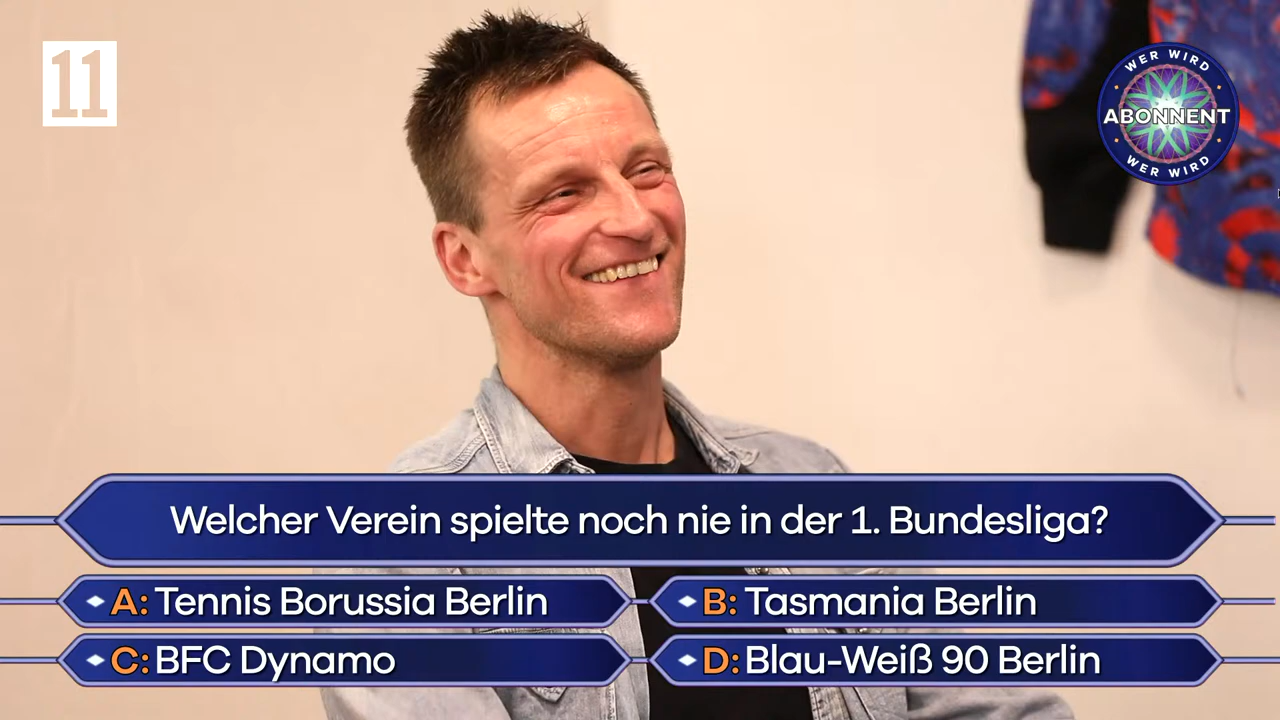 11
WER WIRD
ABONNENT
WER WIRD
Welcher Verein spielte noch nie in der 1. Bundesliga?
A: Tennis Borussia Berlin
B: Tasmania Berlin
C: BFC Dynamo
D: Blau-Weiß 90 Berlin